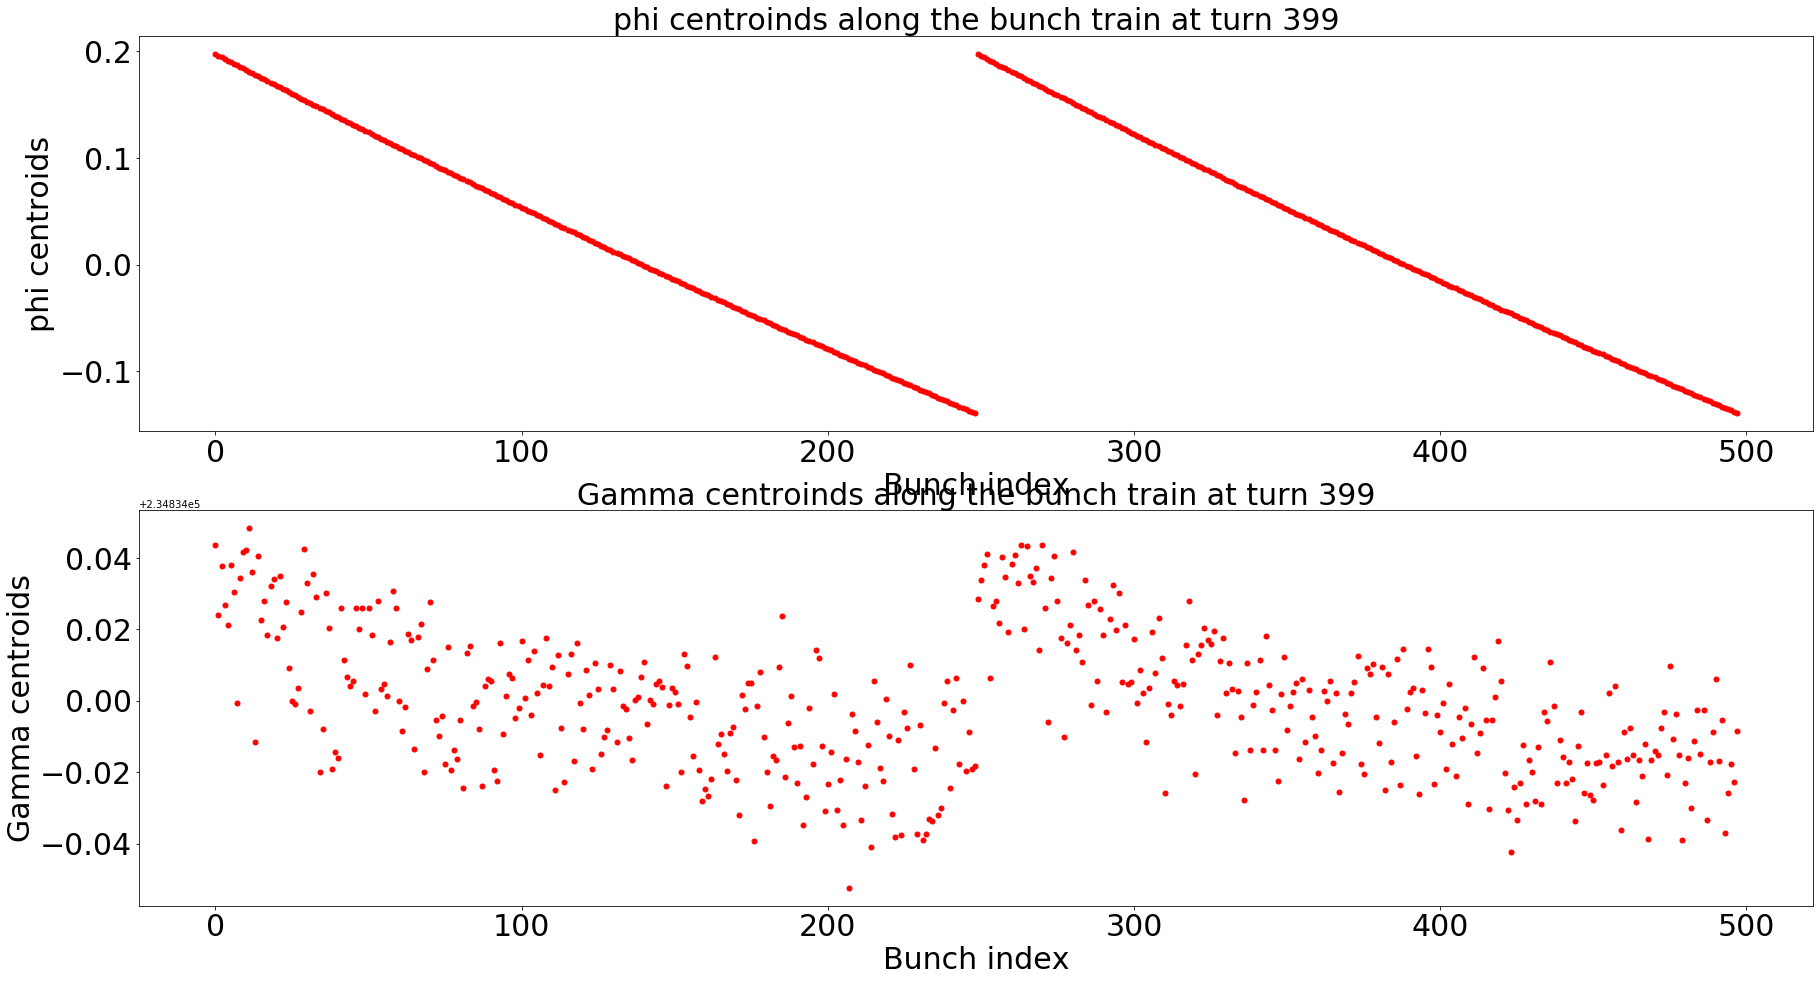 phi centroinds along the bunch train at turn 399
0.2
0.1
0.0
−0.1
phi centroids
0 100 200 300 400 500
Bunch index
Gamma centroinds along the bunch train at turn 399
+2.34834e5
0.04
0.02
0.00
−0.02
−0.04
Gamma centroids
0 100 200 300 400 500
Bunch index